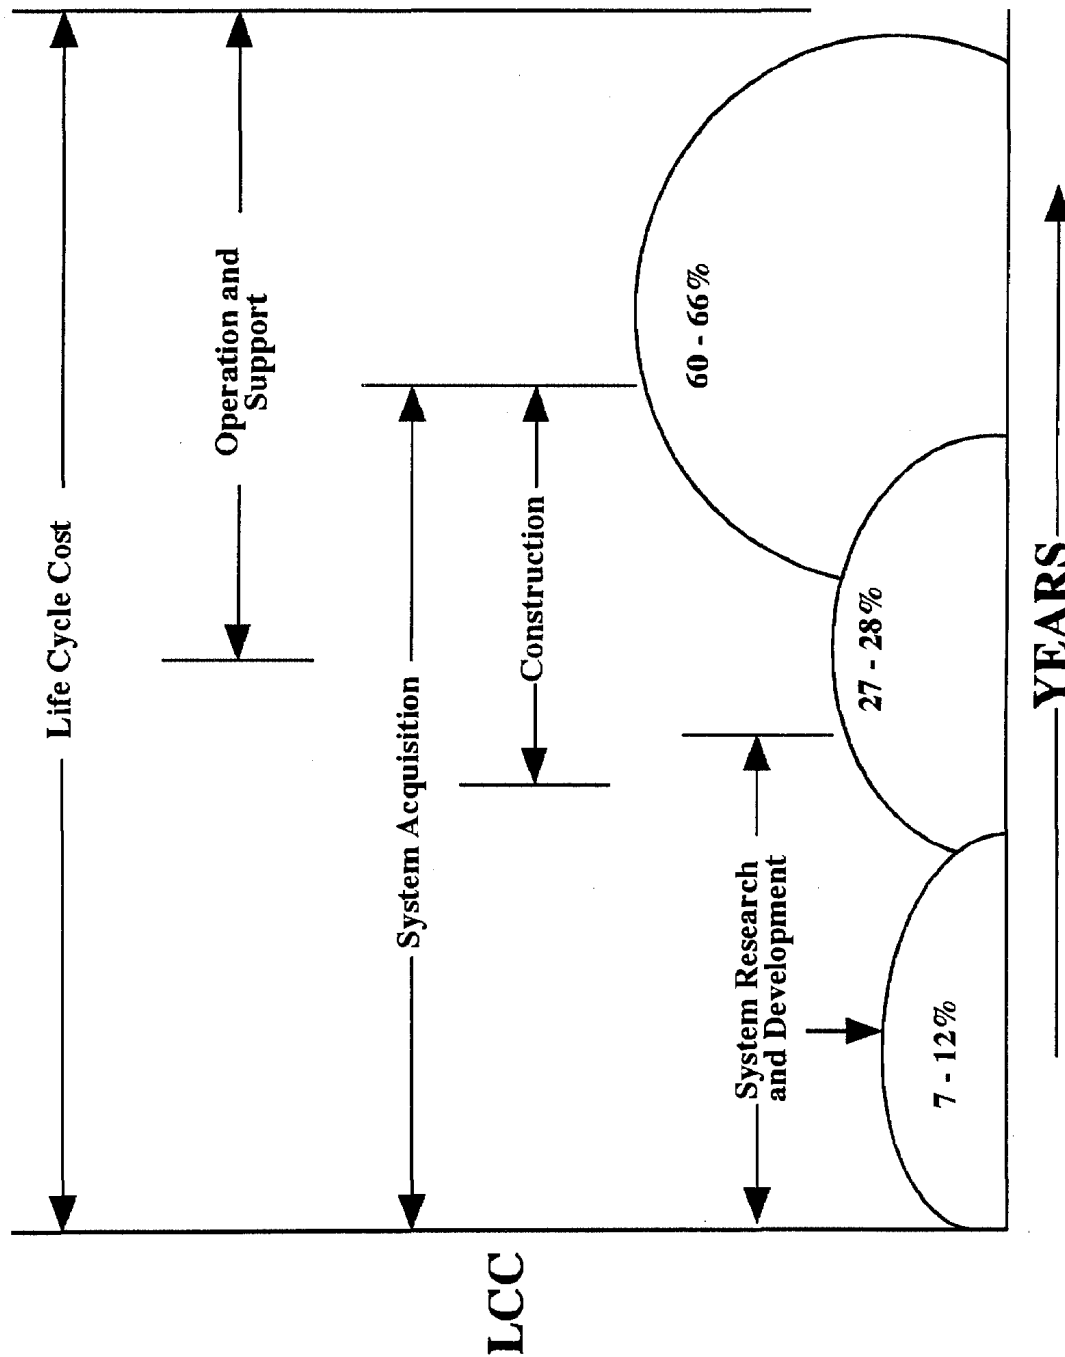 Life Cycle Cost
Operation and
Support
System Acquisition
Construction
System Research
and Development
60 - 66%
27 - 28%
7 - 12%
LCC
YEARS